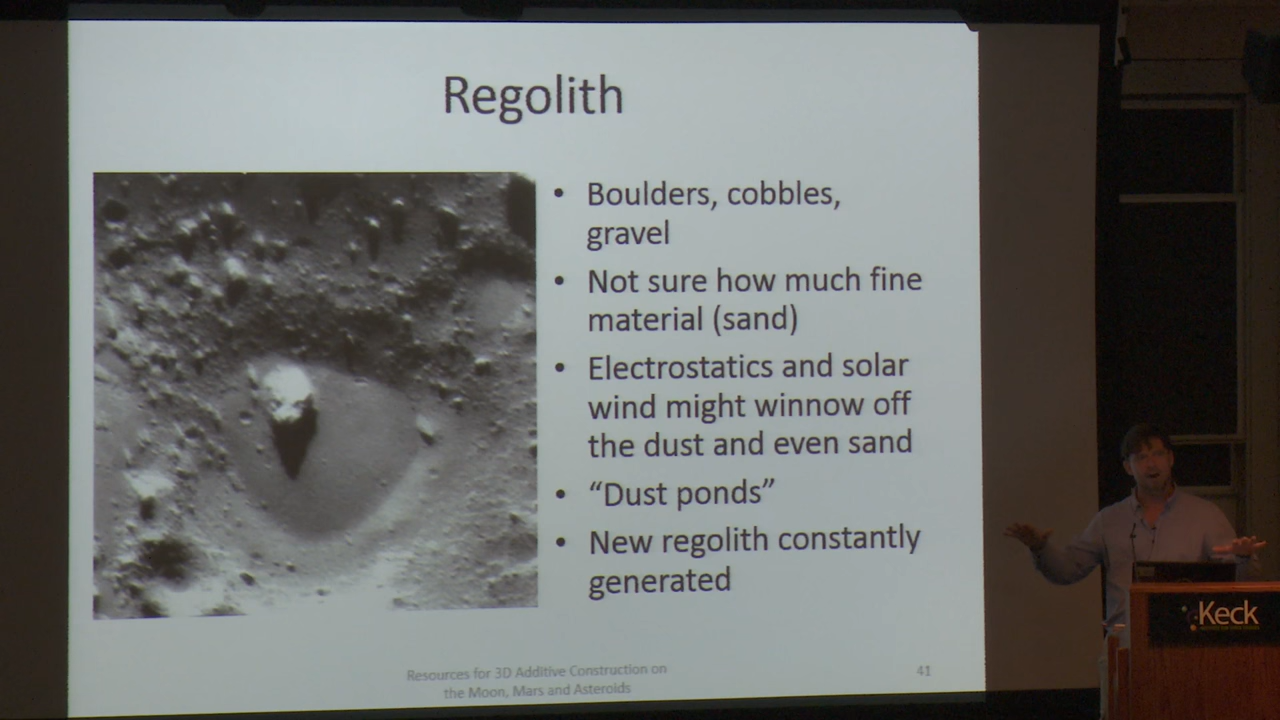 Regolith
• Boulders, cobbles,
gravel
• Not sure how much fine
material (sand)
• Electrostatics and solar
wind might winnow off
the dust and even sand
• “Dust ponds”
• New regolith constantly
generated
Resources for 3D Additive Construction on
the Moon, Mars and Asteroids
41
Keck